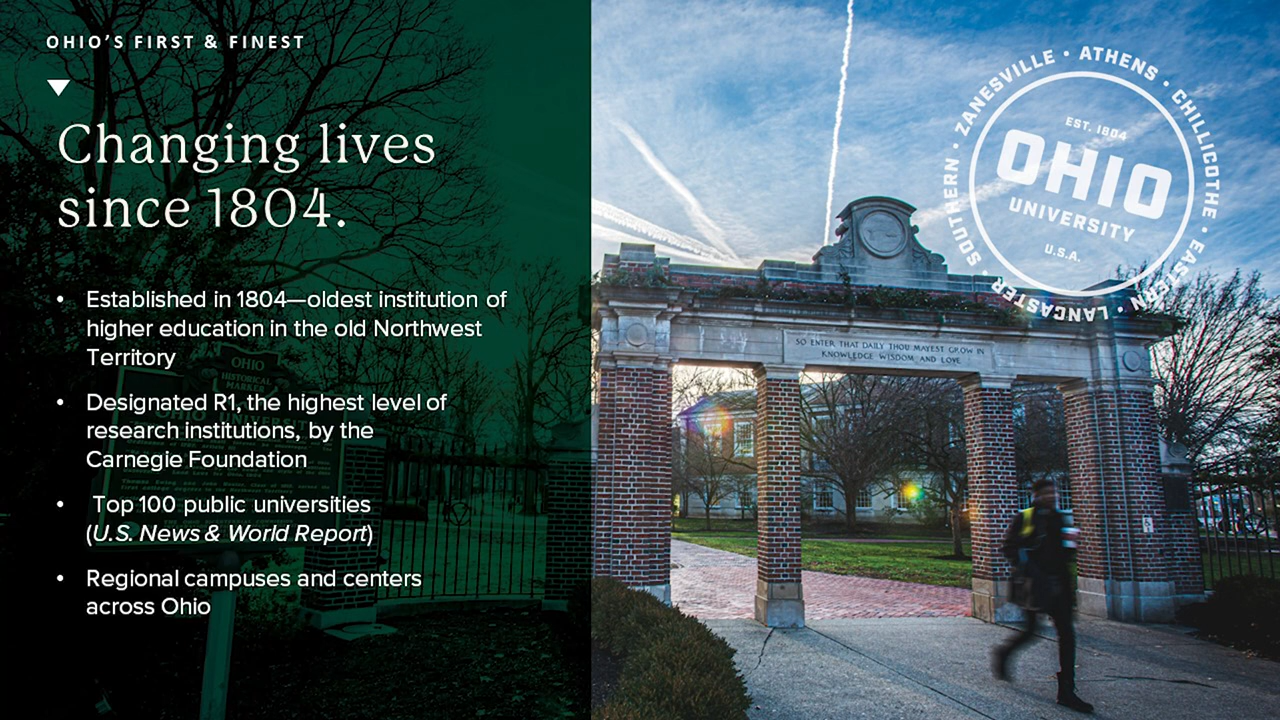 OHIO'S FIRST & FINEST
Changing lives
since 1804.
• Established in 1804—oldest institution of
higher education in the old Northwest
Territory
• Designated R1, the highest level of
research institutions, by the
Carnegie Foundation
• Top 100 public universities
(U.S. News & World Report)
• Regional campuses and centers
across Ohio
OHIO
HISTORICAL
MARKER
SOUTHERN • ZANESVILLE • ATHENS • CHILLICOTHE • EASTERN • LANCASTER •
EST. 1804
OHIO
UNIVERSITY
U.S.A.
SO ENTER THAT DAILY THOU MAYEST GROW IN
KNOWLEDGE WISDOM AND LOVE